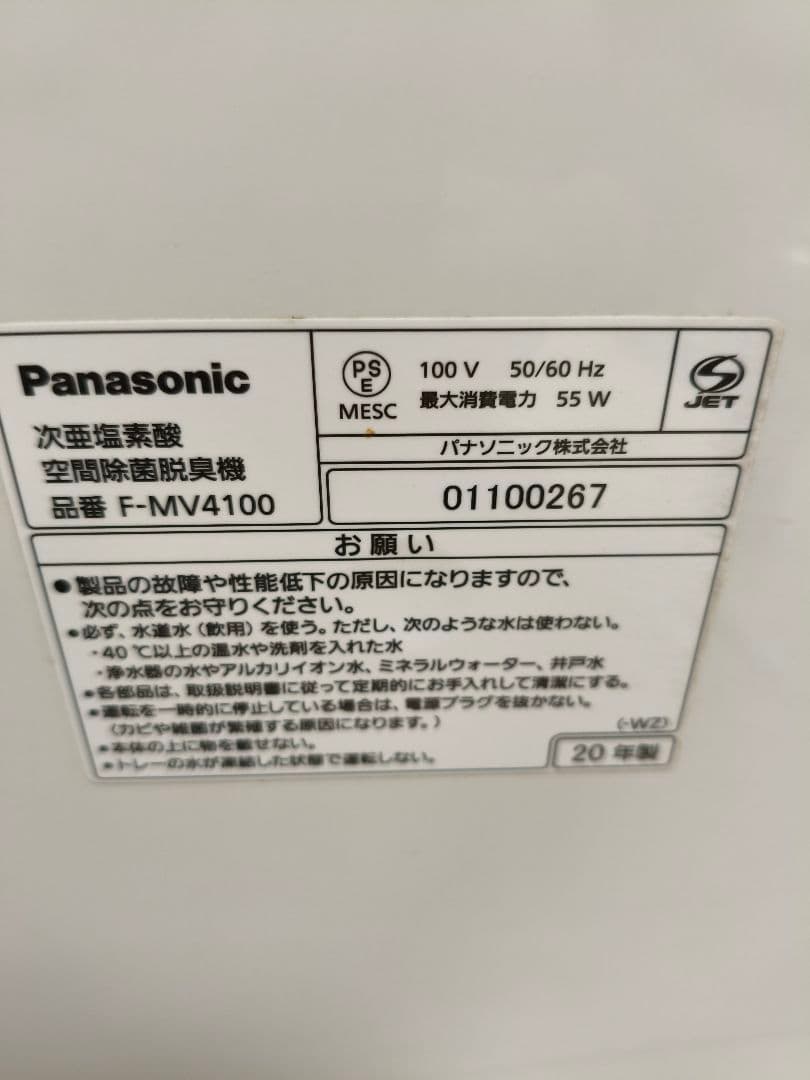 Panasonic
次亜塩素酸
空間除菌脱臭機
品番 F-MV4100
PS
E
MESC
100 V 50/60 Hz
最大消費電力 55 W
JET
パナソニック株式会社
01100267
お願い
●製品の故障や性能低下の原因になりますので、
次の点をお守りください。
●必ず、水道水（飲用）を使う。ただし、次のような水は使わない。
・40 ℃以上の温水や洗剤を入れた水
・浄水器の水やアルカリイオン水、ミネラルウォーター、井戸水
●各部品は、取扱説明書に従って定期的にお手入れして清潔にする。
●運転を一時的に停止している場合は、電源プラグを抜かない。
（カビや雑菌が繁殖する原因になります。）
●本体の上に物を載せない。
●トレーの水が凍結した状態で運転しない。
(-WZ)
20 年製